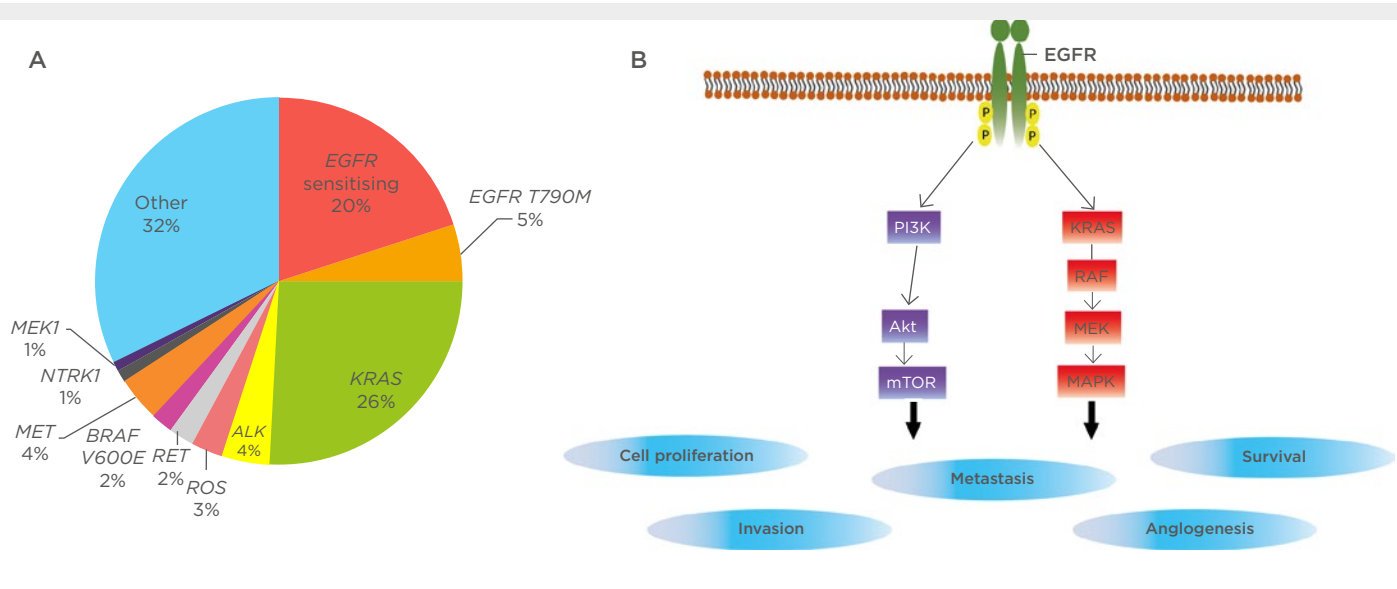 A
EGFR
sensitising
20%
EGFR T790M
5%
Other
32%
MEK1
1%
NTRK1
1%
MET
4%
BRAF
V600E
2%
RET
2%
ROS
3%
ALK
4%
KRAS
26%
B
EGFR
P
P
P
P
PI3K
KRAS
RAF
Akt
MEK
mTOR
MAPK
Cell proliferation
Metastasis
Survival
Invasion
Anglogenesis